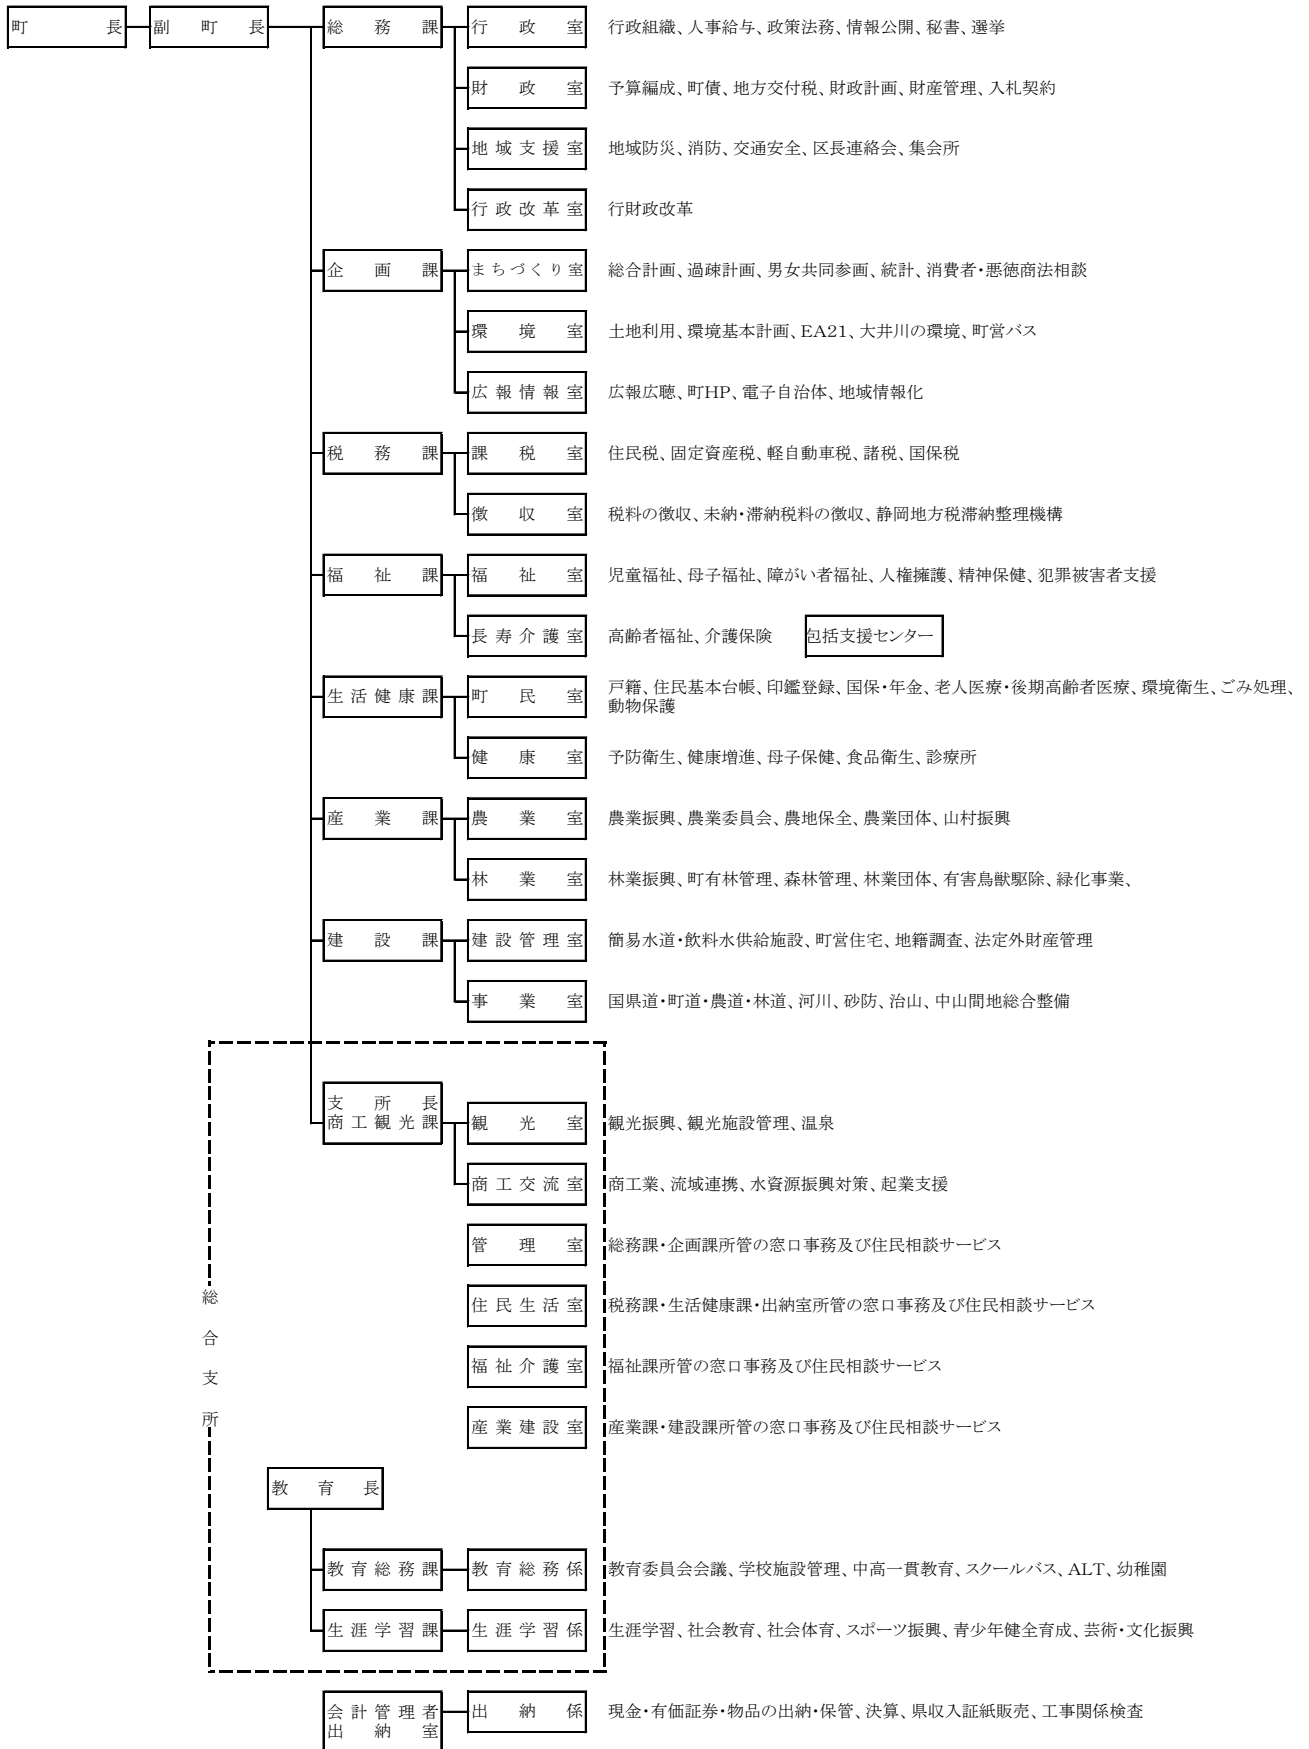 町長 副町長 総務課 行政室 行政組織、人事給与、政策法務、情報公開、秘書、選挙
財政室 予算編成、町債、地方交付税、財政計画、財産管理、入札契約
地域支援室 地域防災、消防、交通安全、区長連絡会、集会所
行政改革室 行財政改革
企画課 まちづくり室 総合計画、過疎計画、男女共同参画、統計、消費者・悪徳商法相談
環境室 土地利用、環境基本計画、EA21、大井川の環境、町営バス
広報情報室 広報広聴、町HP、電子自治体、地域情報化
税務課 課税室 住民税、固定資産税、軽自動車税、諸税、国保税
徴収室 税料の徴収、未納・滞納税料の徴収、静岡地方税滞納整理機構
福祉課 福祉室 児童福祉、母子福祉、障がい者福祉、人権擁護、精神保健、犯罪被害者支援
長寿介護室 高齢者福祉、介護保険 包括支援センター
生活健康課 町民室 戸籍、住民基本台帳、印鑑登録、国保・年金、老人医療・後期高齢者医療、環境衛生、ごみ処理、
動物保護
健康室 予防衛生、健康増進、母子保健、食品衛生、診療所
産業課 農業室 農業振興、農業委員会、農地保全、農業団体、山村振興
林業室 林業振興、町有林管理、森林管理、林業団体、有害鳥獣駆除、緑化事業、
建設課 建設管理室 簡易水道・飲料水供給施設、町営住宅、地籍調査、法定外財産管理
事業室 国県道・町道・農道・林道、河川、砂防、治山、中山間地総合整備
支所長
商工観光課 観光室 観光振興、観光施設管理、温泉
商工交流室 商工業、流域連携、水資源振興対策、起業支援
管理室 総務課・企画課所管の窓口事務及び住民相談サービス
総合支所
住民生活室 税務課・生活健康課・出納室所管の窓口事務及び住民相談サービス
福祉介護室 福祉課所管の窓口事務及び住民相談サービス
産業建設室 産業課・建設課所管の窓口事務及び住民相談サービス
教育長
教育総務課 教育総務係 教育委員会会議、学校施設管理、中高一貫教育、スクールバス、ALT、幼稚園
生涯学習課 生涯学習係 生涯学習、社会教育、社会体育、スポーツ振興、青少年健全育成、芸術・文化振興
会計管理者 出納係 現金・有価証券・物品の出納・保管、決算、県収入証紙販売、工事関係検査
出納室